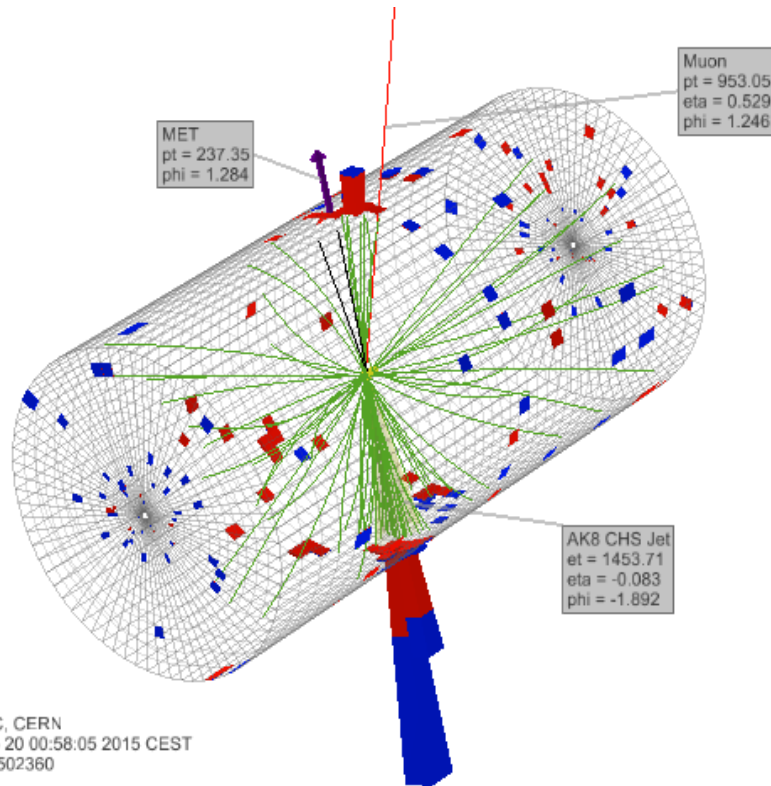 Muon
pt = 953.05
eta = 0.529
phi = 1.246
MET
pt = 237.35
phi = 1.284
AK8 CHS Jet
et = 1453.71
eta = -0.083
phi = -1.892
CERN
20 00:58:05 2015 CEST
502360